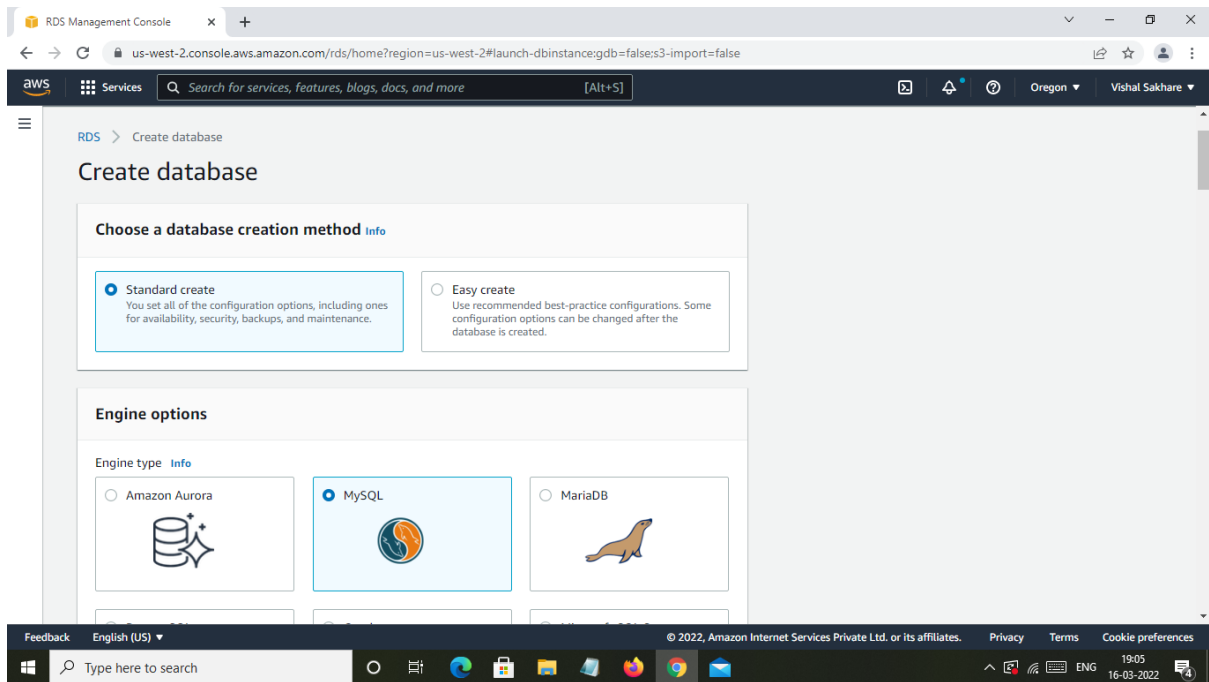 RDS Management Console
us-west-2.console.aws.amazon.com/rds/home?region=us-west-2#launch-dbinstance:gdb=false;s3-import=false
aws
Services
Search for services, features, blogs, docs, and more
[Alt+S]
Oregon
Vishal Sakhare
RDS
Create database
Create database
Choose a database creation method Info
Standard create
You set all of the configuration options, including ones
for availability, security, backups, and maintenance.
Easy create
Use recommended best-practice configurations. Some
configuration options can be changed after the
database is created.
Engine options
Engine type Info
Amazon Aurora
MySQL
MariaDB
Feedback
English (US)
© 2022, Amazon Internet Services Private Ltd. or its affiliates.
Privacy
Terms
Cookie preferences
Type here to search
ENG
19:05
16-03-2022
4